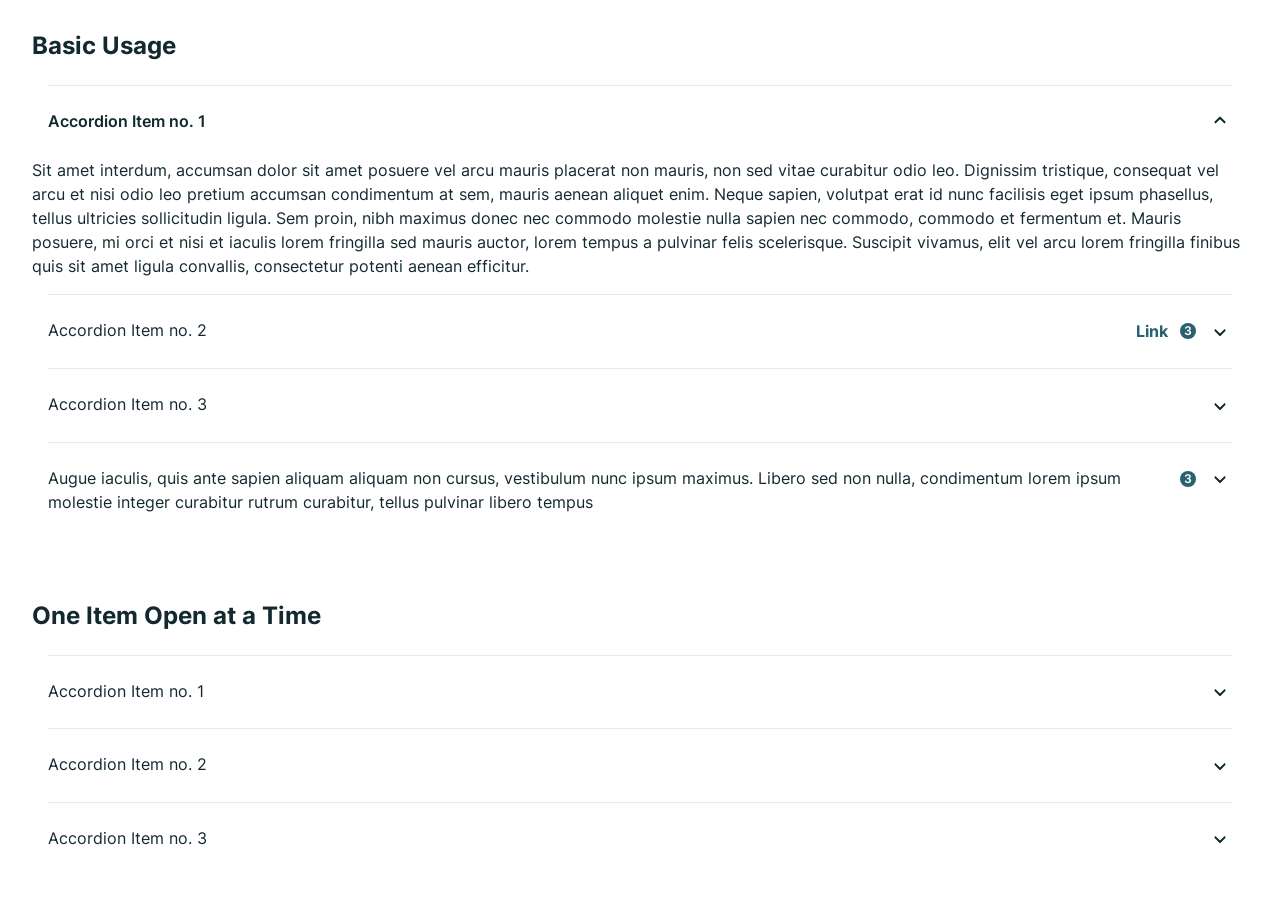 Basic Usage
Accordion Item no. 1
Sit amet interdum, accumsan dolor sit amet posuere vel arcu mauris placerat non mauris, non sed vitae curabitur odio leo. Dignissim tristique, consequat vel
arcu et nisi odio leo pretium accumsan condimentum at sem, mauris aenean aliquet enim. Neque sapien, volutpat erat id nunc facilisis eget ipsum phasellus,
tellus ultricies sollicitudin ligula. Sem proin, nibh maximus donec nec commodo molestie nulla sapien nec commodo, commodo et fermentum et. Mauris
posuere, mi orci et nisi et iaculis lorem fringilla sed mauris auctor, lorem tempus a pulvinar felis scelerisque. Suscipit vivamus, elit vel arcu lorem fringilla finibus
quis sit amet ligula convallis, consectetur potenti aenean efficitur.
Accordion Item no. 2 Link 3
Accordion Item no. 3
Augue iaculis, quis ante sapien aliquam aliquam non cursus, vestibulum nunc ipsum maximus. Libero sed non nulla, condimentum lorem ipsum 3
molestie integer curabitur rutrum curabitur, tellus pulvinar libero tempus
One Item Open at a Time
Accordion Item no. 1
Accordion Item no. 2
Accordion Item no. 3